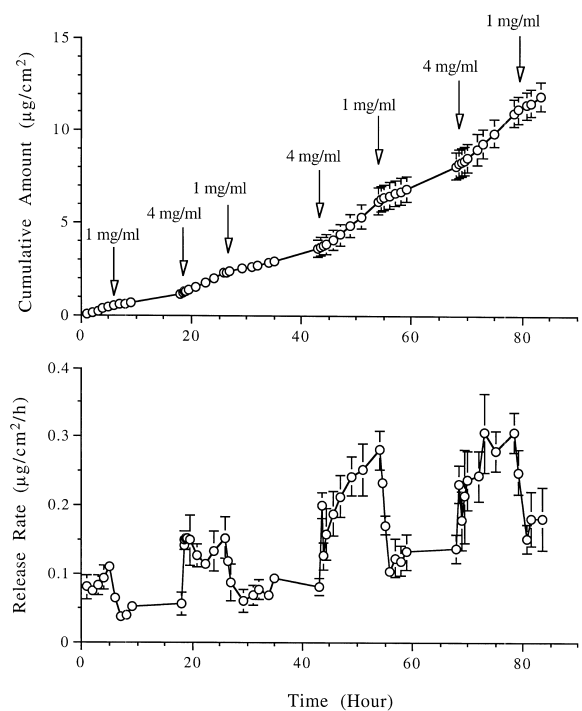 1 mg/ml
15
4 mg/ml
1 mg/ml
10
4 mg/ml
1 mg/ml
4 mg/ml
5
1 mg/ml
0
Cumulative Amount (μg/cm²)
0 20 40 60 80
0.4
0.3
0.2
0.1
0
Release Rate (μg/cm²/h)
0 20 40 60 80
Time (Hour)